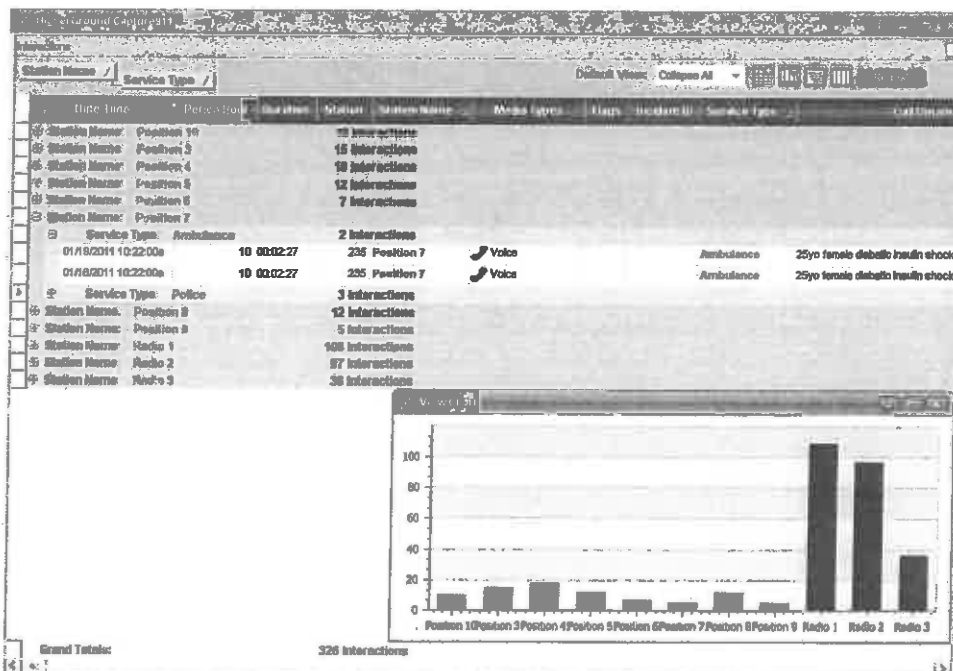 HigherGround Capture911
Interactions
Station Name / Service Type /
Default View: Collapse All
Date Time Duration Station Station Name Media Types Flags Incident ID Service Type
Station Name: Position 10 Interactions
Station Name: Position 3 15 Interactions
Station Name: Position 4 18 Interactions
Station Name: Position 5 12 Interactions
Station Name: Position 6 7 Interactions
Station Name: Position 7
Service Type: Ambulance 2 Interactions
01/18/2011 10:22:00a 10 00:02:27 235 Position 7 Voice Ambulance 25yo female diabetic insulin shock
01/18/2011 10:22:00a 10 00:02:27 235 Position 7 Voice Ambulance 25yo female diabetic insulin shock
Service Type: Police 3 Interactions
Station Name: Position 8 12 Interactions
Station Name: Position 9 5 Interactions
Station Name: Radio 1 Interactions
Station Name: Radio 2 97 Interactions
Station Name: Radio 3 Interactions
Viewer
100
80
60
40
20
0
Position 10 Position 3 Position 4 Position 5 Position 6 Position 7 Position 8 Position 9 Radio 1 Radio 2 Radio 3
Grand Totals: 326 Interactions